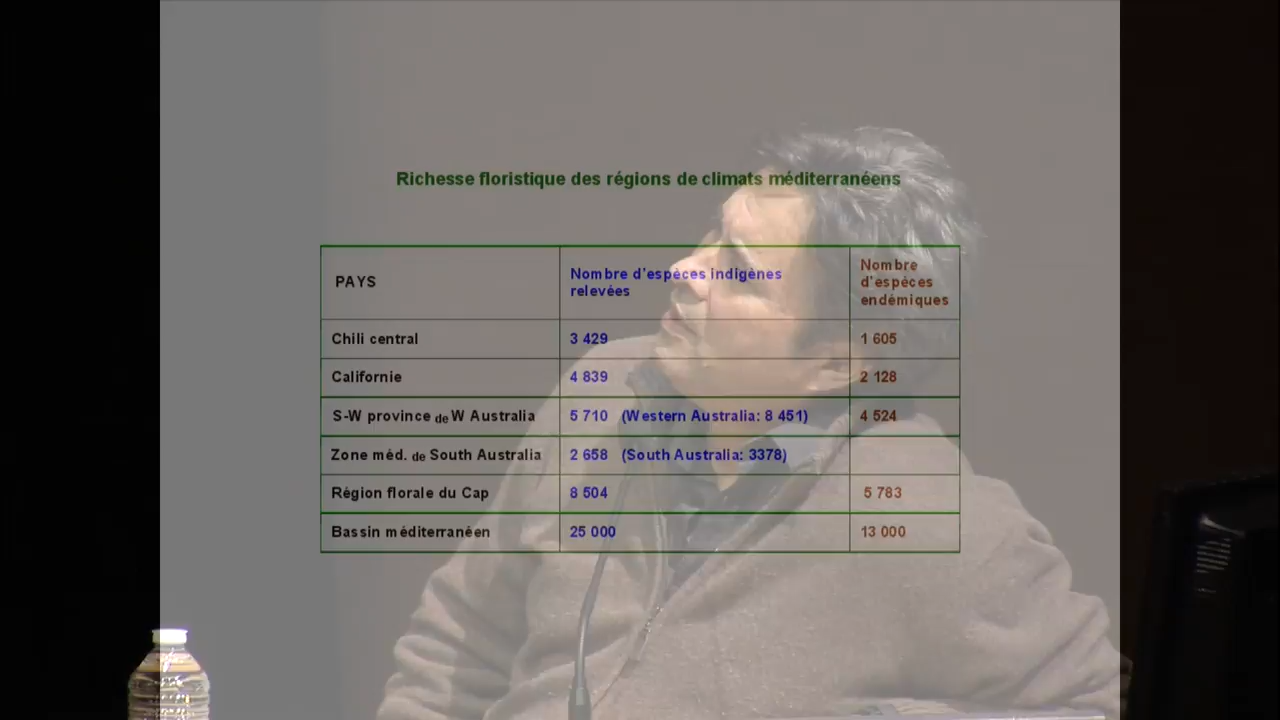 Richesse floristique des régions de climats méditerranéens
PAYS
Nombre d'espèces indigènes
relevées
Nombre
d'espèces
endémiques
Chili central 3 429 1 605
Californie 4 839 2 128
S-W province de W Australia 5 710 (Western Australia: 8 451) 4 524
Zone méd. de South Australia 2 658 (South Australia: 3378)
Région florale du Cap 8 504 5 783
Bassin méditerranéen 25 000 13 000